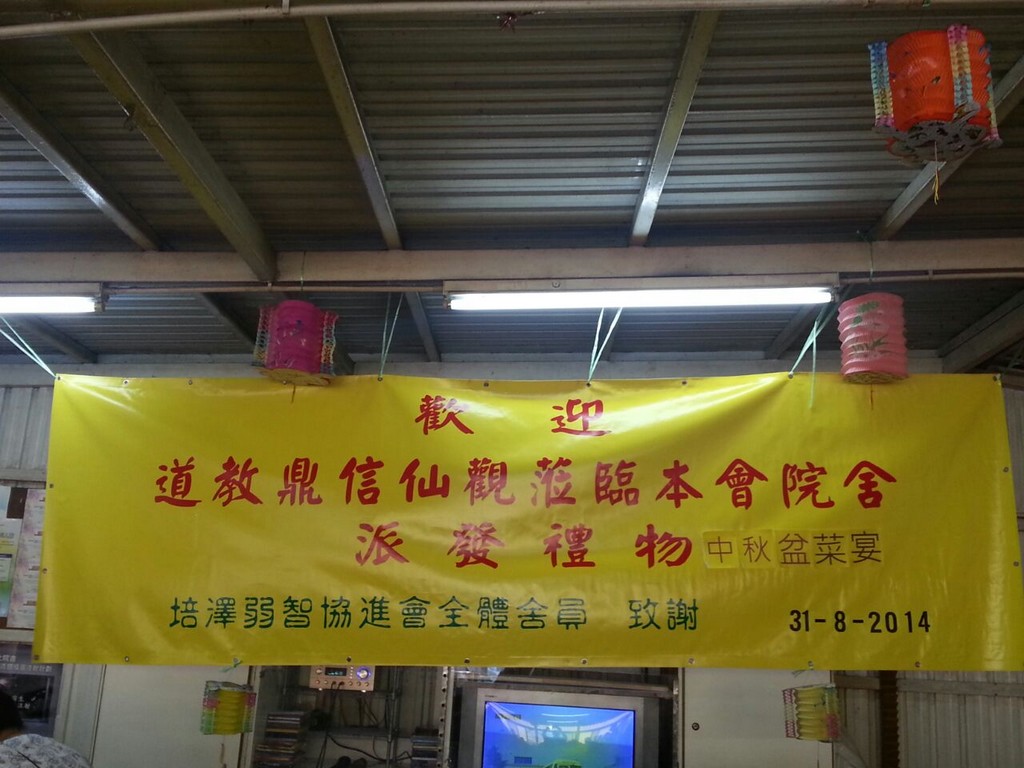 歡迎
道教鼎信仙觀蒞臨本會院舍
派發禮物中秋盆菜宴
培澤弱智協進會全體舍員 致謝
31-8-2014